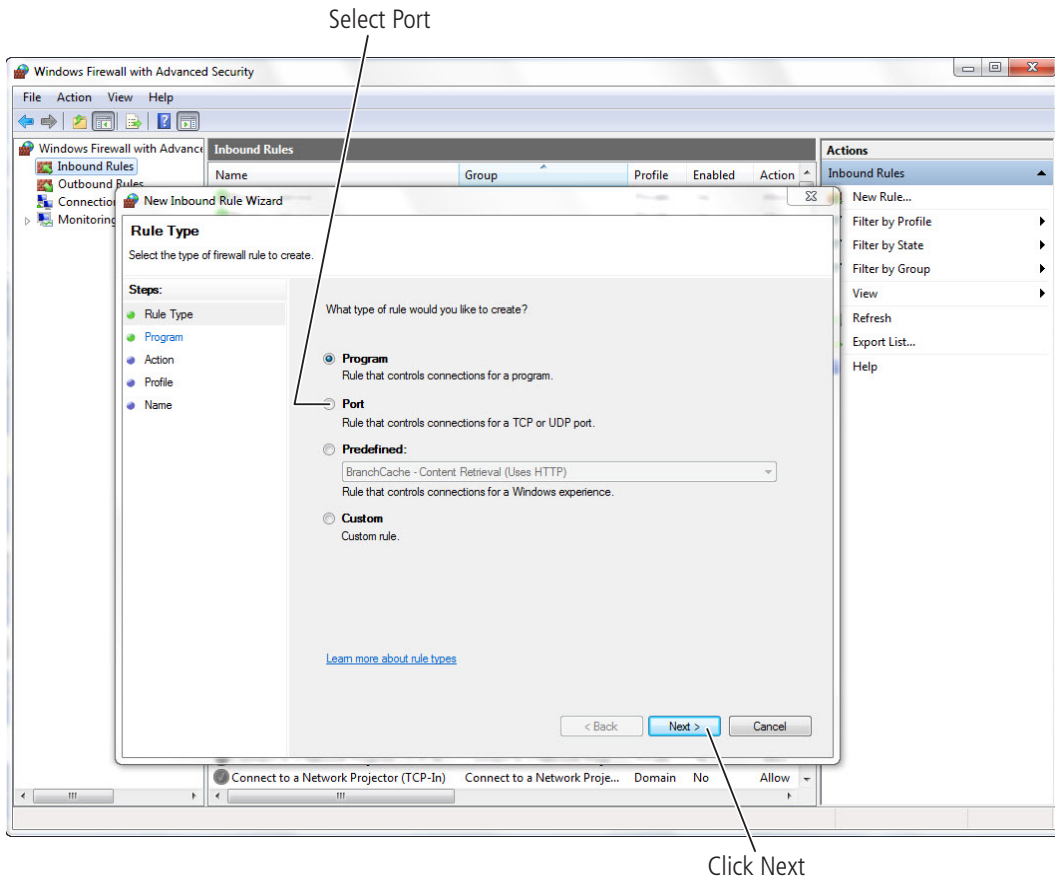 Select Port
Windows Firewall with Advanced Security
File Action View Help
Windows Firewall with Advance
Inbound Rules
Outbound Rules
Connection
Monitoring
Inbound Rules
Name Group Profile Enabled Action
New Inbound Rule Wizard
Rule Type
Select the type of firewall rule to create.
Steps:
Rule Type
Program
Action
Profile
Name
What type of rule would you like to create?
Program
Rule that controls connections for a program.
Port
Rule that controls connections for a TCP or UDP port.
Predefined:
BranchCache - Content Retrieval (Uses HTTP)
Rule that controls connections for a Windows experience.
Custom
Custom rule.
Learn more about rule types
< Back Next > Cancel
Connect to a Network Projector (TCP-In) Connect to a Network Proje... Domain No Allow
Actions
Inbound Rules
New Rule...
Filter by Profile
Filter by State
Filter by Group
View
Refresh
Export List...
Help
Click Next